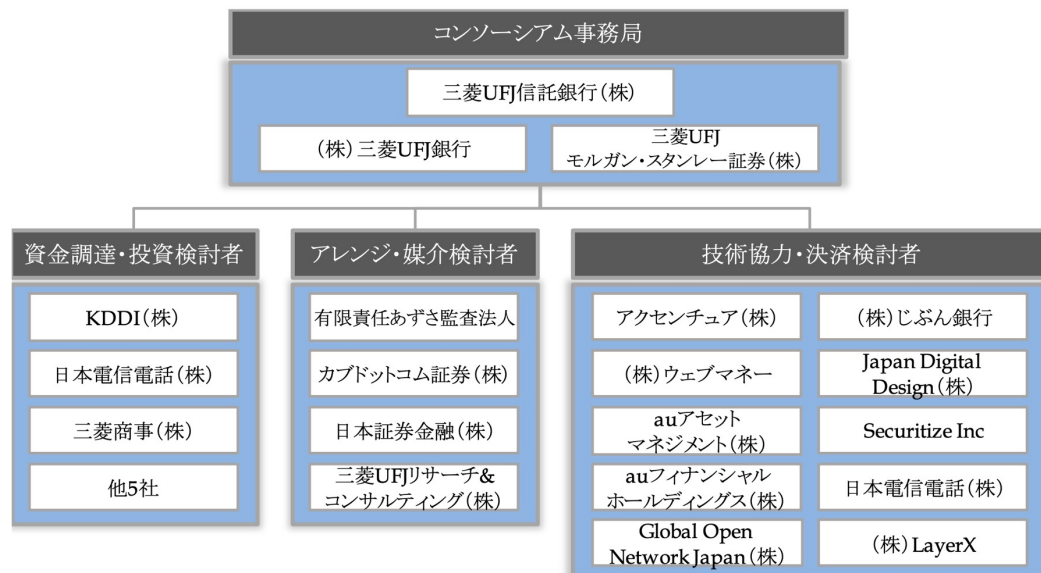 コンソーシアム事務局
三菱UFJ信託銀行（株）
（株）三菱UFJ銀行
三菱UFJ
モルガン・スタンレー証券（株）
資金調達・投資検討者
KDDI（株）
日本電信電話（株）
三菱商事（株）
他5社
アレンジ・媒介検討者
有限責任あずさ監査法人
カブドットコム証券（株）
日本証券金融（株）
三菱UFJリサーチ&
コンサルティング（株）
技術協力・決済検討者
アクセンチュア（株）
（株）ウェブマネー
auアセット
マネジメント（株）
auフィナンシャル
ホールディングス（株）
Global Open
Network Japan（株）
（株）じぶん銀行
Japan Digital
Design（株）
Securitize Inc
日本電信電話（株）
（株）LayerX